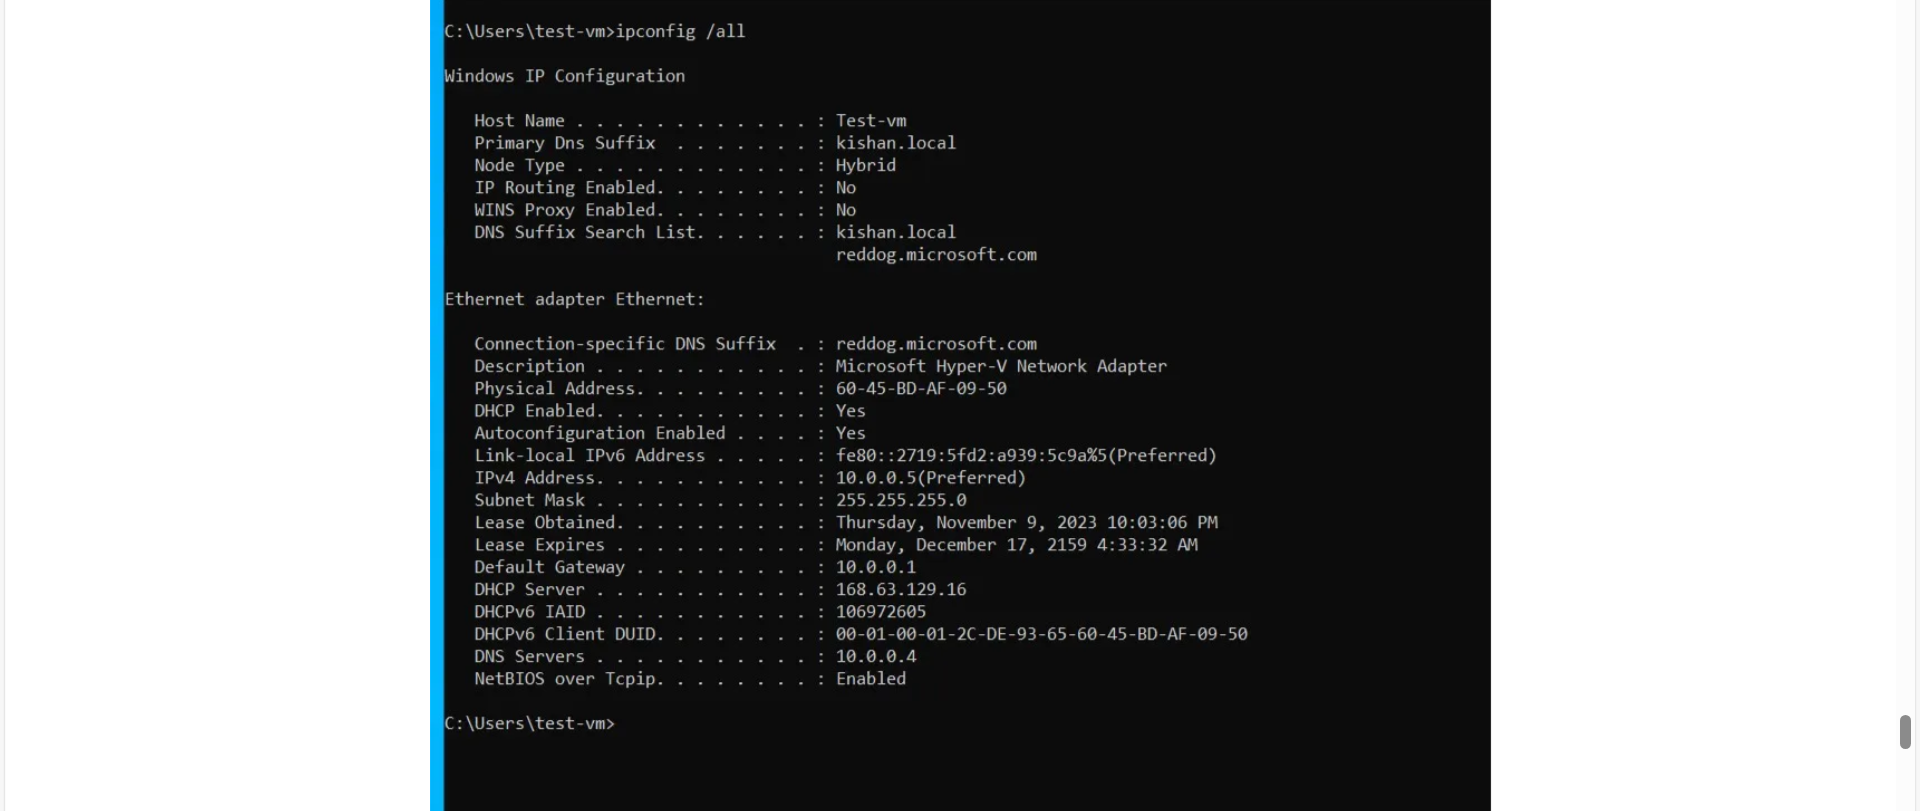 C:\Users\test-vm>ipconfig /all
Windows IP Configuration
Host Name . . . . . . . . . . . . : Test-vm
Primary Dns Suffix  . . . . . . . : kishan.local
Node Type . . . . . . . . . . . . : Hybrid
IP Routing Enabled. . . . . . . . : No
WINS Proxy Enabled. . . . . . . . : No
DNS Suffix Search List. . . . . . : kishan.local
reddog.microsoft.com
Ethernet adapter Ethernet:
Connection-specific DNS Suffix  . : reddog.microsoft.com
Description . . . . . . . . . . . : Microsoft Hyper-V Network Adapter
Physical Address. . . . . . . . . : 60-45-BD-AF-09-50
DHCP Enabled. . . . . . . . . . . : Yes
Autoconfiguration Enabled . . . . : Yes
Link-local IPv6 Address . . . . . : fe80::2719:5fd2:a939:5c9a%5(Preferred)
IPv4 Address. . . . . . . . . . . : 10.0.0.5(Preferred)
Subnet Mask . . . . . . . . . . . : 255.255.255.0
Lease Obtained. . . . . . . . . . : Thursday, November 9, 2023 10:03:06 PM
Lease Expires . . . . . . . . . . : Monday, December 17, 2159 4:33:32 AM
Default Gateway . . . . . . . . . : 10.0.0.1
DHCP Server . . . . . . . . . . . : 168.63.129.16
DHCPv6 IAID . . . . . . . . . . . : 106972605
DHCPv6 Client DUID. . . . . . . . : 00-01-00-01-2C-DE-93-65-60-45-BD-AF-09-50
DNS Servers . . . . . . . . . . . : 10.0.0.4
NetBIOS over Tcpip. . . . . . . . : Enabled
C:\Users\test-vm>